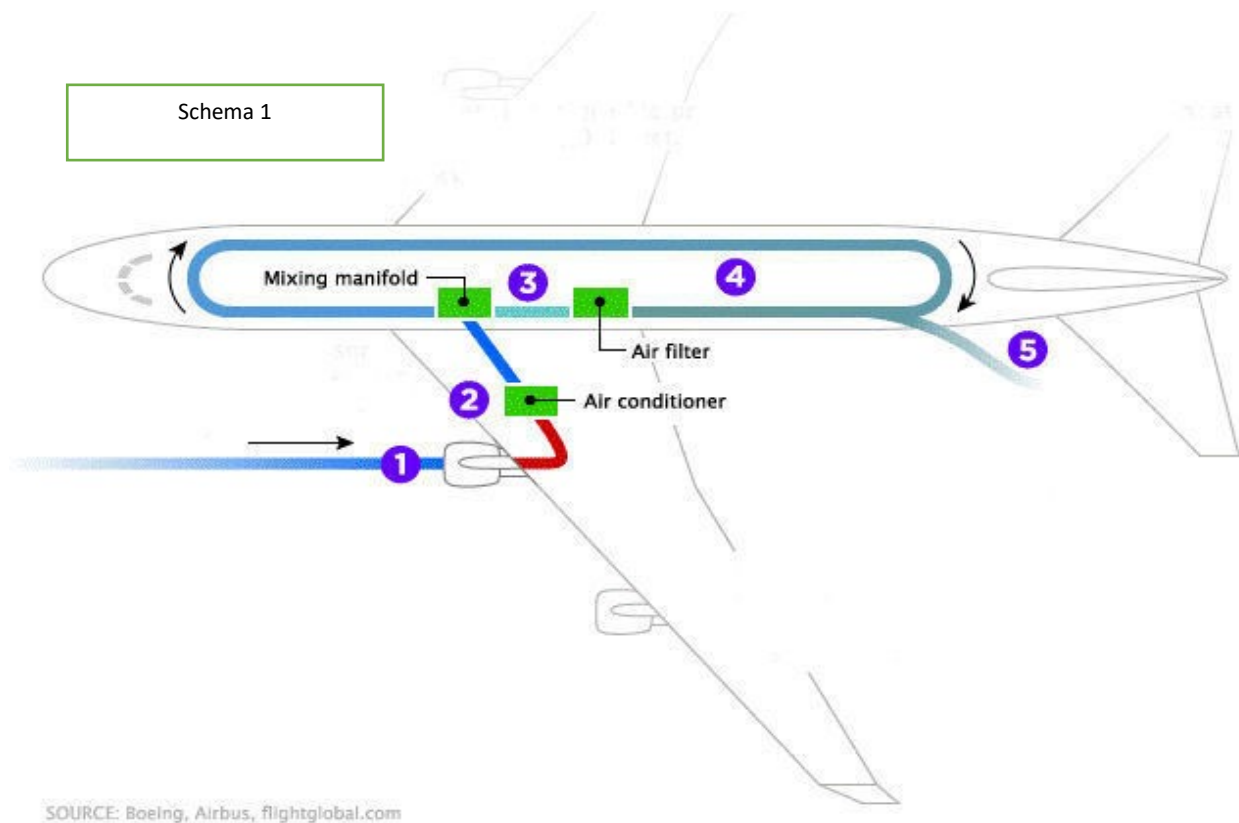 Schema 1
Mixing manifold
3
4
Air filter
5
2
Air conditioner
1
SOURCE: Boeing, Airbus, flightglobal.com